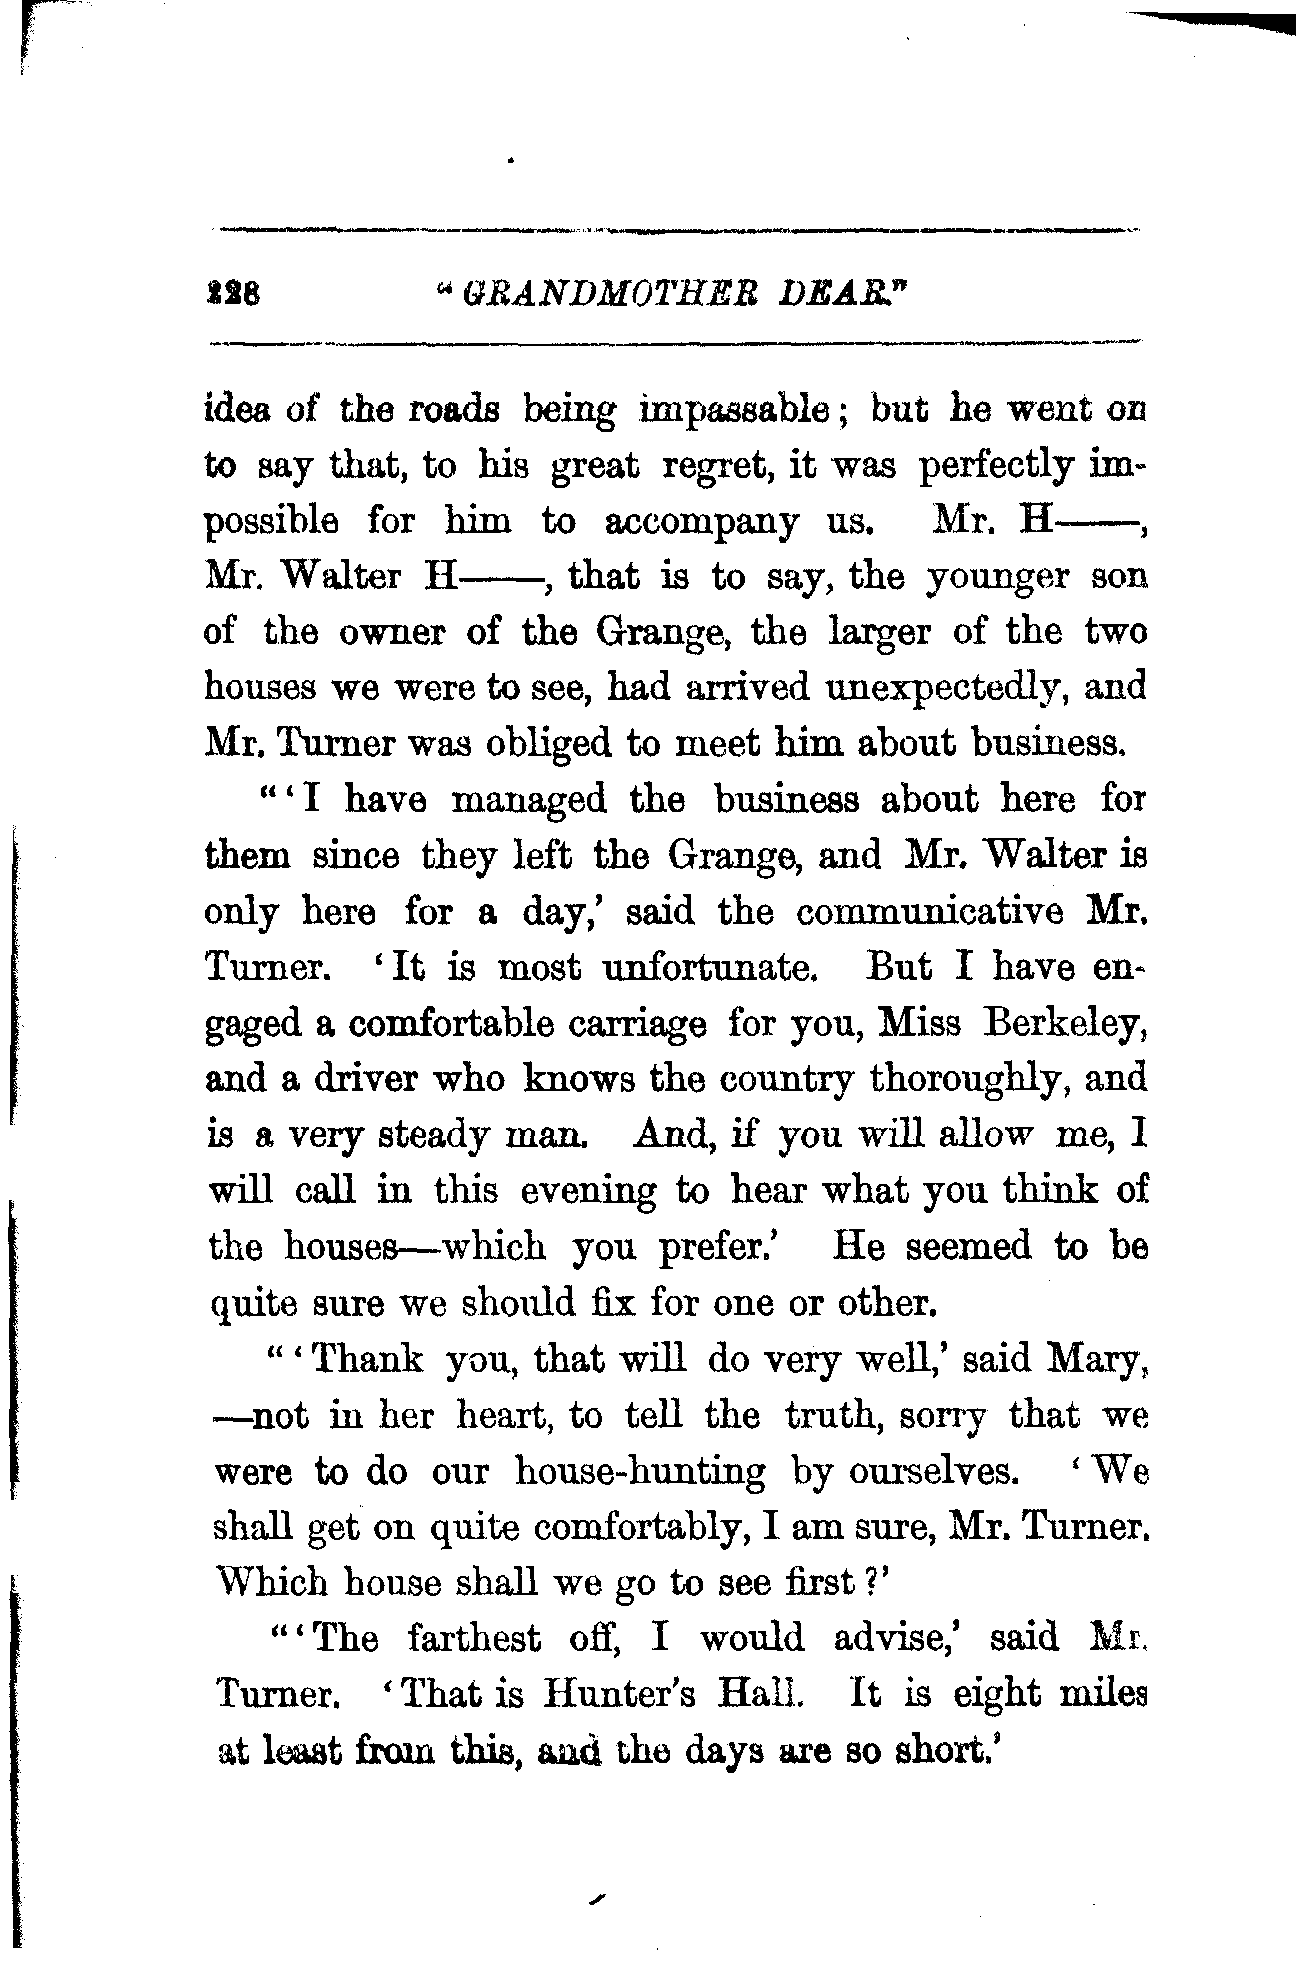 228 "GRANDMOTHER DEAR."
idea of the roads being impassable; but he went on
to say that, to his great regret, it was perfectly im-
possible for him to accompany us. Mr. H——,
Mr. Walter H——, that is to say, the younger son
of the owner of the Grange, the larger of the two
houses we were to see, had arrived unexpectedly, and
Mr. Turner was obliged to meet him about business.
"'I have managed the business about here for
them since they left the Grange, and Mr. Walter is
only here for a day,' said the communicative Mr.
Turner. 'It is most unfortunate. But I have en-
gaged a comfortable carriage for you, Miss Berkeley,
and a driver who knows the country thoroughly, and
is a very steady man. And, if you will allow me, I
will call in this evening to hear what you think of
the houses—which you prefer.' He seemed to be
quite sure we should fix for one or other.
"'Thank you, that will do very well,' said Mary,
—not in her heart, to tell the truth, sorry that we
were to do our house-hunting by ourselves. 'We
shall get on quite comfortably, I am sure, Mr. Turner.
Which house shall we go to see first?'
"'The farthest off, I would advise,' said Mr.
Turner. 'That is Hunter's Hall. It is eight miles
at least from this, and the days are so short.'